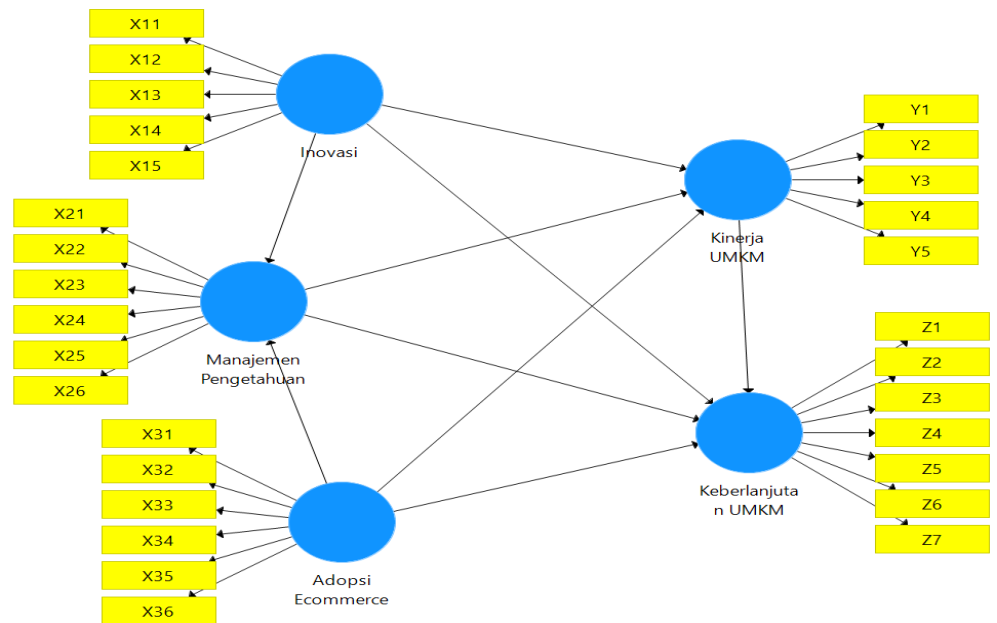 X11
X12
X13
X14
X15
Inovasi
X21
X22
X23
X24
X25
X26
Manajemen
Pengetahuan
X31
X32
X33
X34
X35
X36
Adopsi
Ecommerce
Kinerja
UMKM
Y1
Y2
Y3
Y4
Y5
Keberlanjuta
n UMKM
Z1
Z2
Z3
Z4
Z5
Z6
Z7